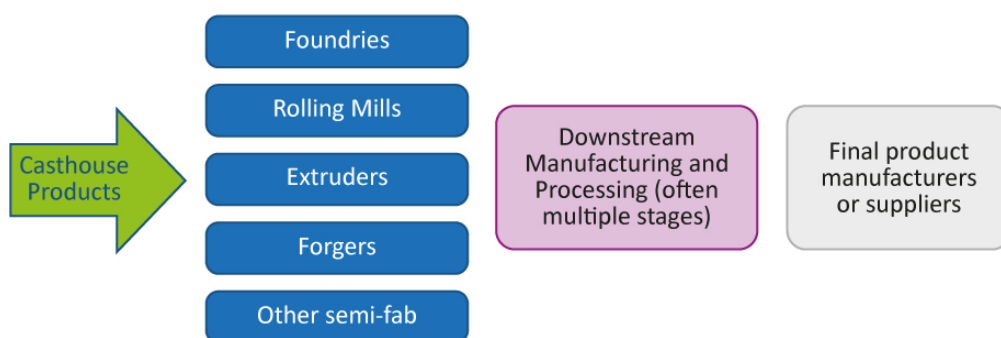 Casthouse
Products
Foundries
Rolling Mills
Extruders
Forgers
Other semi-fab
Downstream
Manufacturing and
Processing (often
multiple stages)
Final product
manufacturers
or suppliers